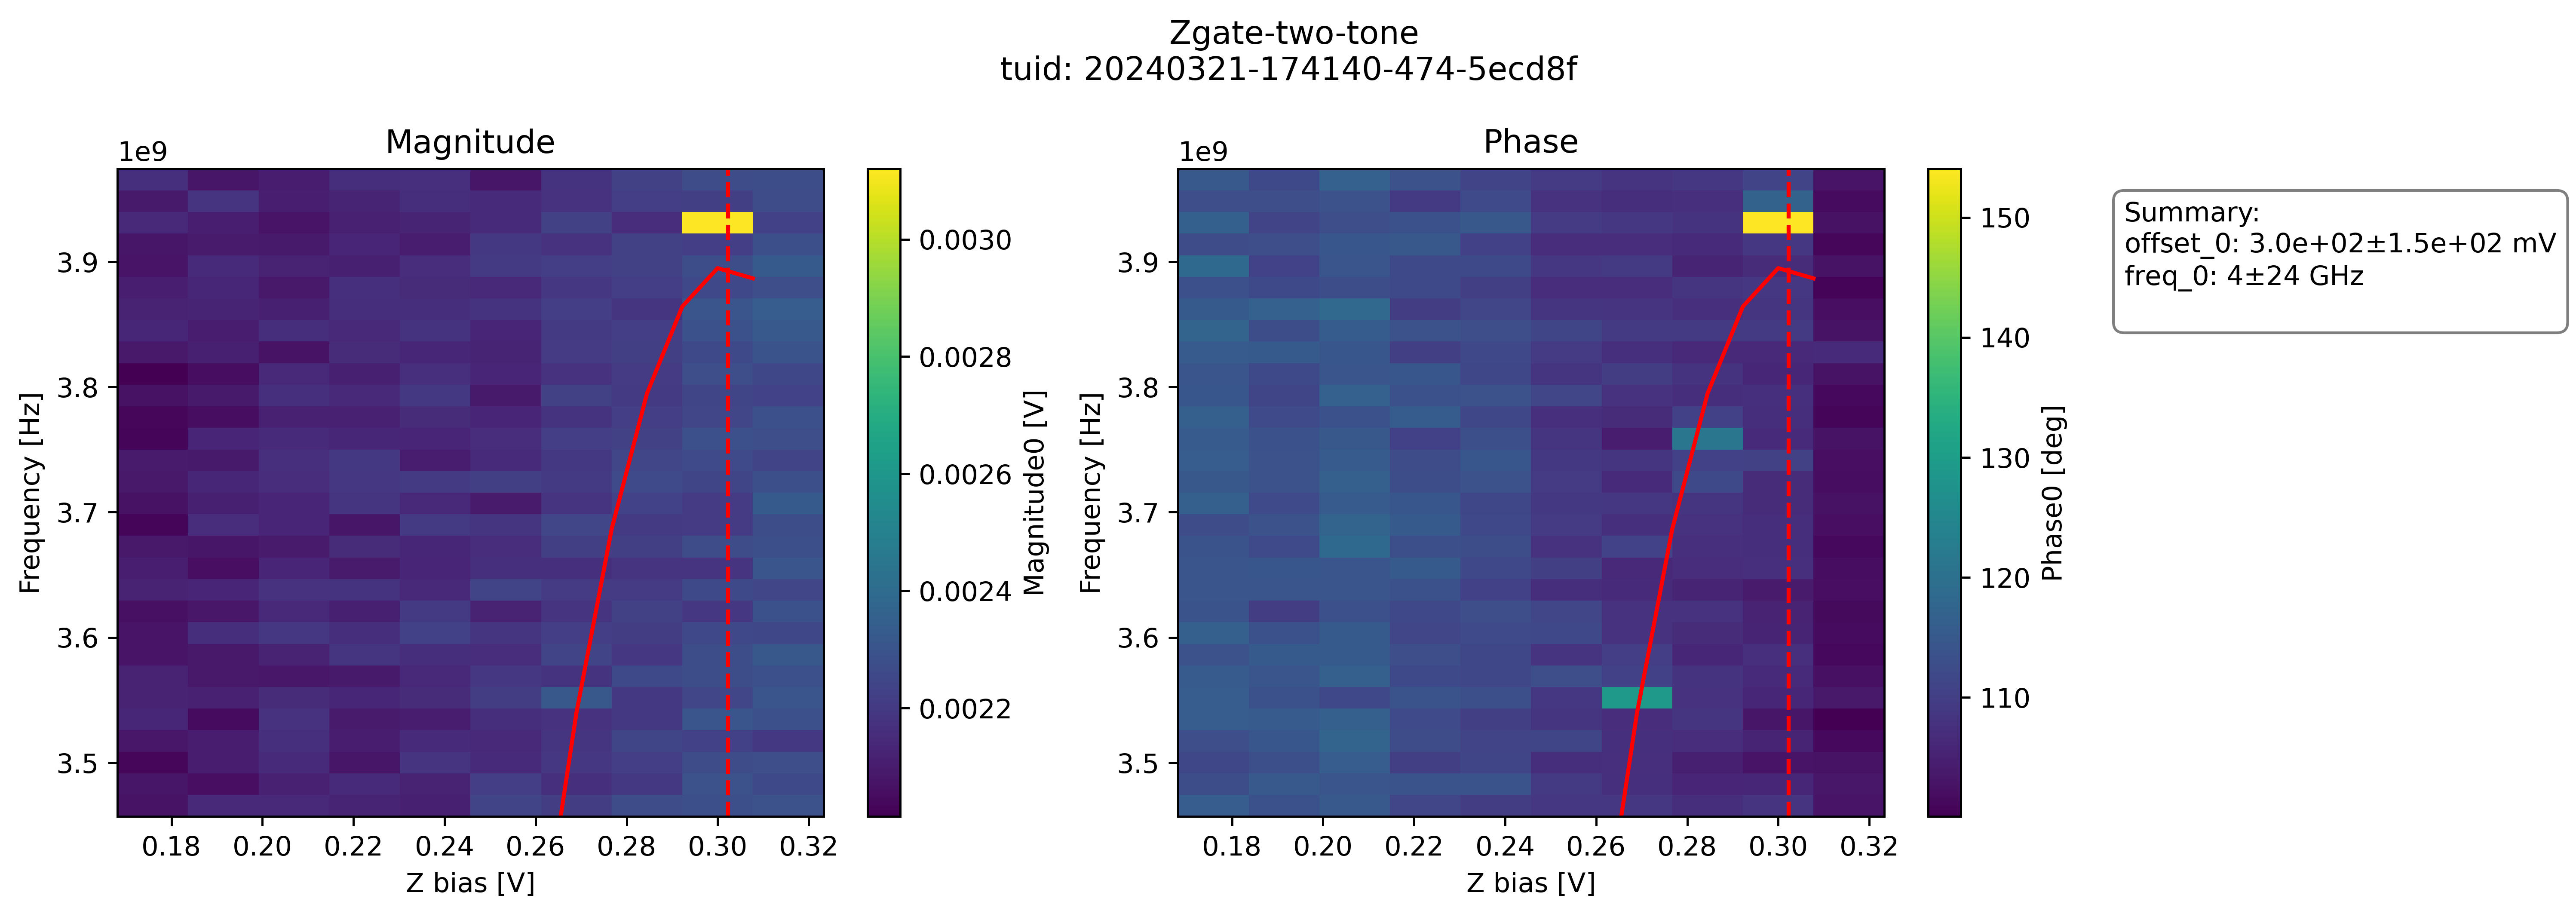 Zgate-two-tone
tuid: 20240321-174140-474-5ecd8f
Magnitude
1e9
3.9
3.8
3.7
3.6
3.5
Frequency [Hz]
0.18 0.20 0.22 0.24 0.26 0.28 0.30 0.32
Z bias [V]
0.0030
0.0028
0.0026
0.0024
0.0022
Magnitude0 [V]
Phase
1e9
3.9
3.8
3.7
3.6
3.5
Frequency [Hz]
0.18 0.20 0.22 0.24 0.26 0.28 0.30 0.32
Z bias [V]
150
140
130
120
110
Phase0 [deg]
Summary:
offset_0: 3.0e+02±1.5e+02 mV
freq_0: 4±24 GHz